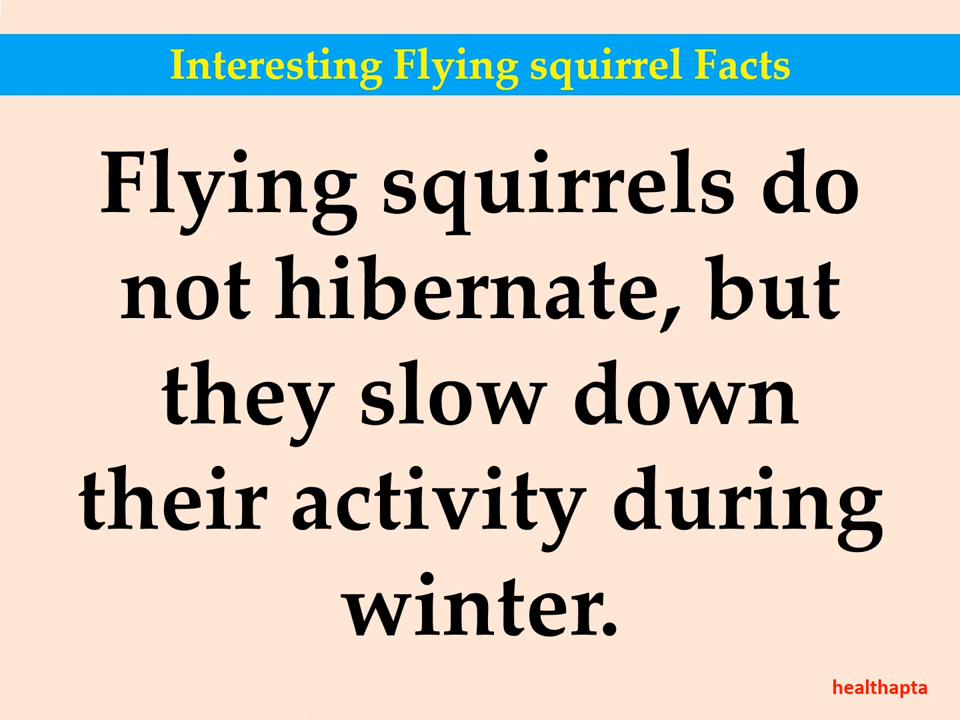 Interesting Flying squirrel Facts
Flying squirrels do
not hibernate, but
they slow down
their activity during
winter.
healthapta